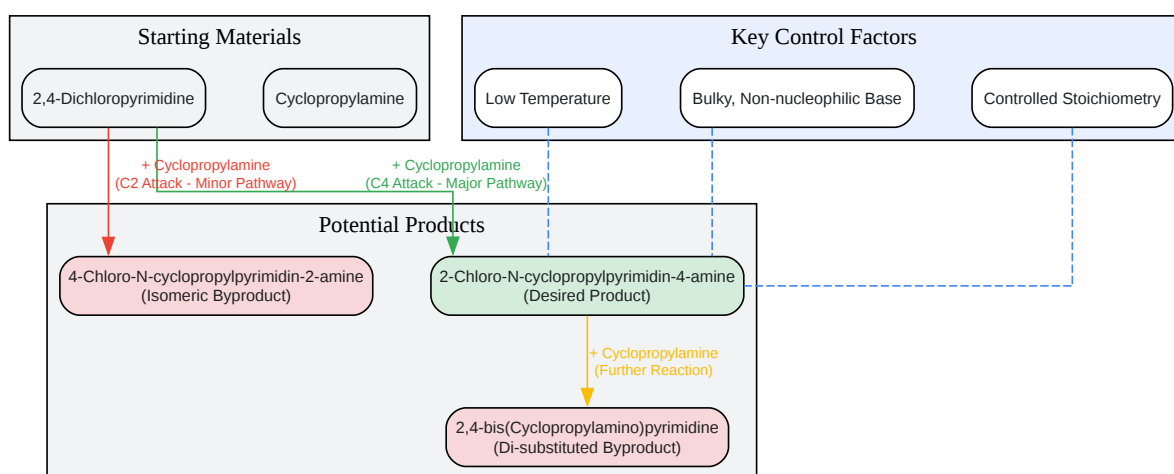 Starting Materials
Key Control Factors
2,4-Dichloropyrimidine
Cyclopropylamine
Low Temperature
Bulky, Non-nucleophilic Base
Controlled Stoichiometry
+ Cyclopropylamine
(C2 Attack - Minor Pathway)
+ Cyclopropylamine
(C4 Attack - Major Pathway)
Potential Products
4-Chloro-N-cyclopropylpyrimidin-2-amine
(Isomeric Byproduct)
2-Chloro-N-cyclopropylpyrimidin-4-amine
(Desired Product)
+ Cyclopropylamine
(Further Reaction)
2,4-bis(Cyclopropylamino)pyrimidine
(Di-substituted Byproduct)